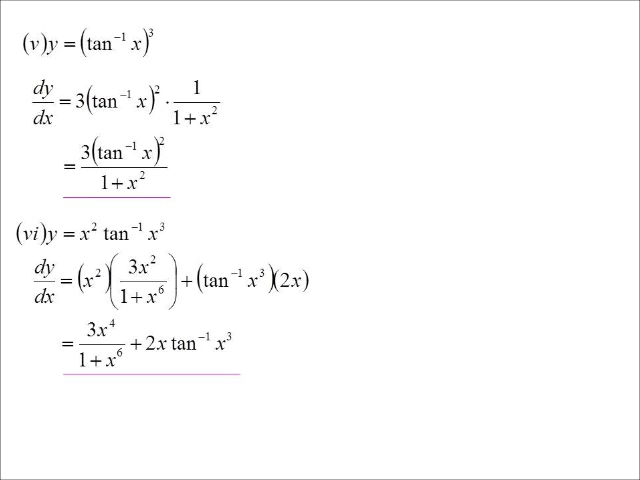 (v)y = (tan⁻¹ x)³
dy/dx = 3(tan⁻¹ x)² · 1/(1+x²)
= 3(tan⁻¹ x)²/(1+x²)
(vi)y = x² tan⁻¹ x³
dy/dx = (x²)(3x²/(1+x⁶)) + (tan⁻¹ x³)(2x)
= 3x⁴/(1+x⁶) + 2x tan⁻¹ x³